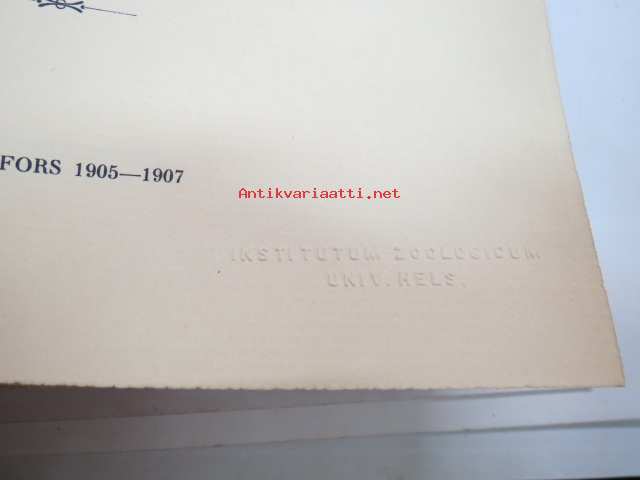 FORS 1905—1907
Antikvariaatti.net
INSTITUTUM ZOOLOGICUM
UNIV. HELS.